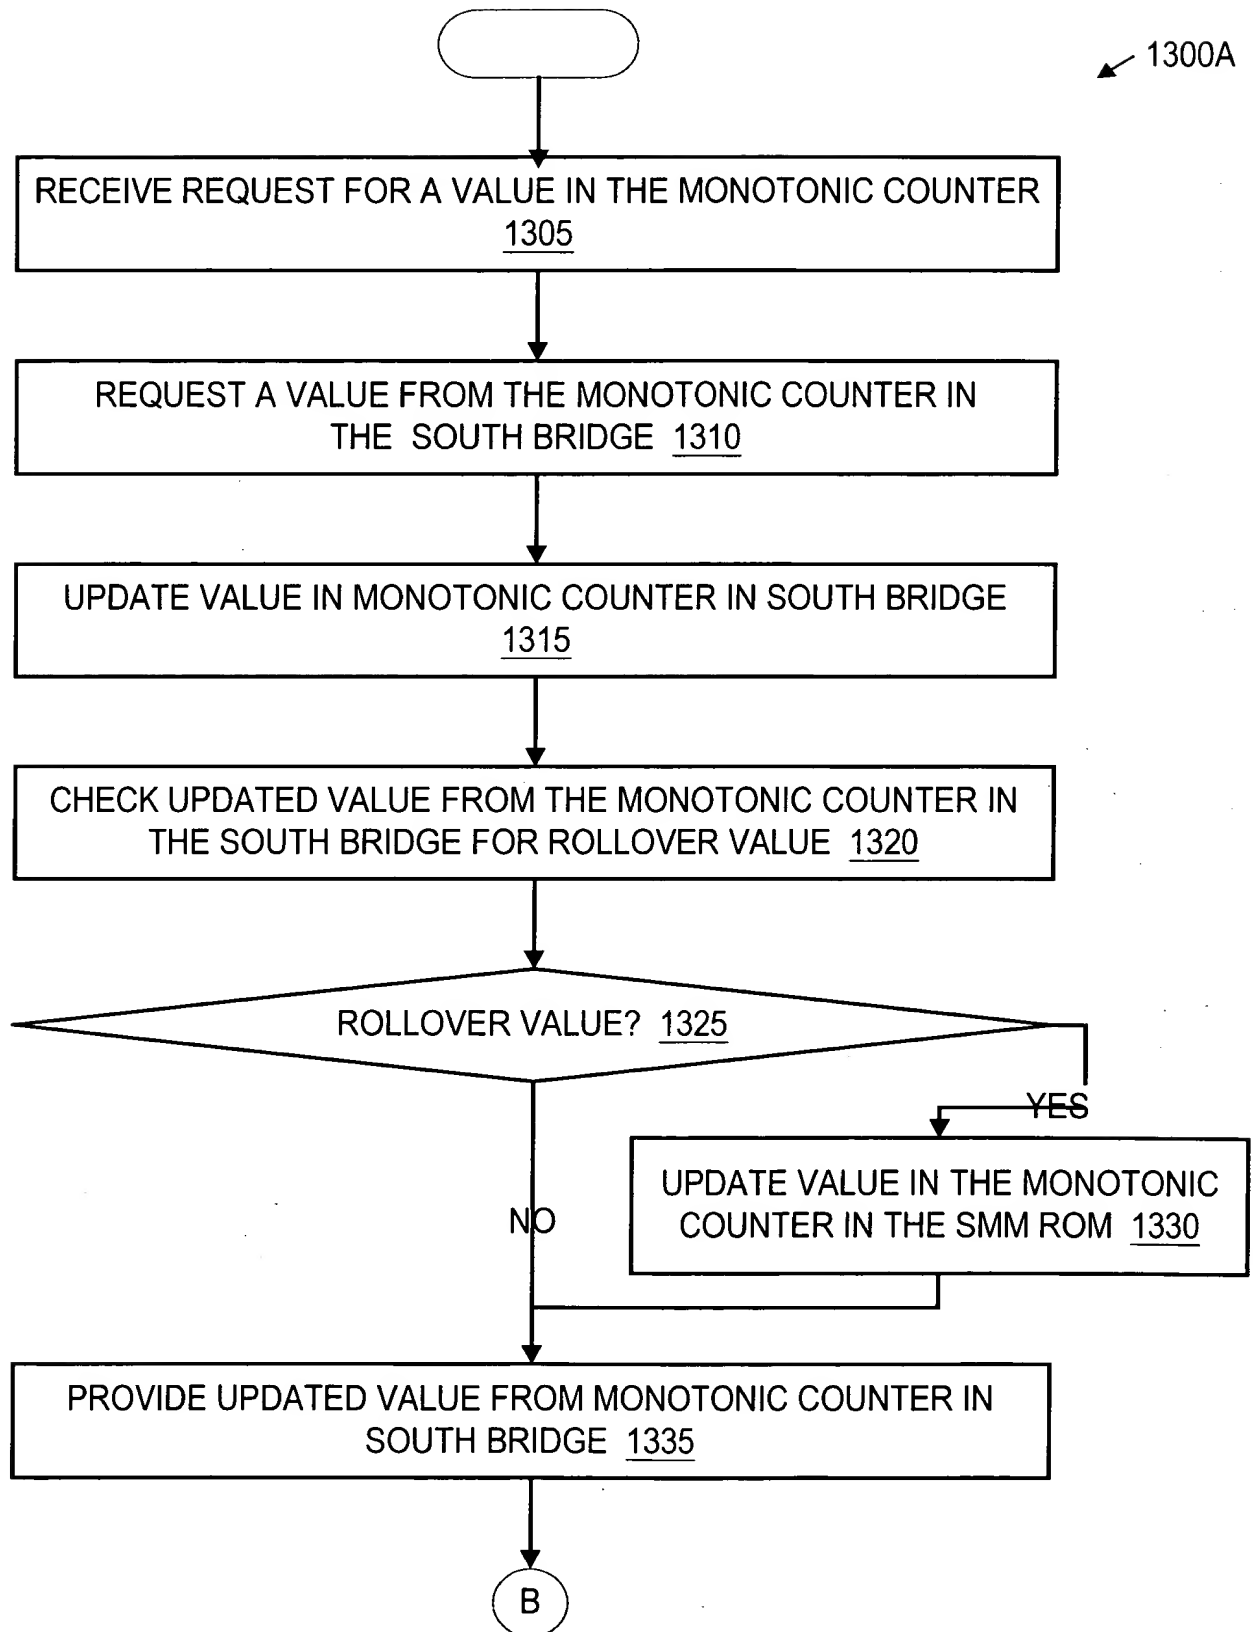 1300A
RECEIVE REQUEST FOR A VALUE IN THE MONOTONIC COUNTER
1305
REQUEST A VALUE FROM THE MONOTONIC COUNTER IN
THE SOUTH BRIDGE 1310
UPDATE VALUE IN MONOTONIC COUNTER IN SOUTH BRIDGE
1315
CHECK UPDATED VALUE FROM THE MONOTONIC COUNTER IN
THE SOUTH BRIDGE FOR ROLLOVER VALUE 1320
ROLLOVER VALUE? 1325
YES
UPDATE VALUE IN THE MONOTONIC
COUNTER IN THE SMM ROM 1330
NO
PROVIDE UPDATED VALUE FROM MONOTONIC COUNTER IN
SOUTH BRIDGE 1335
B